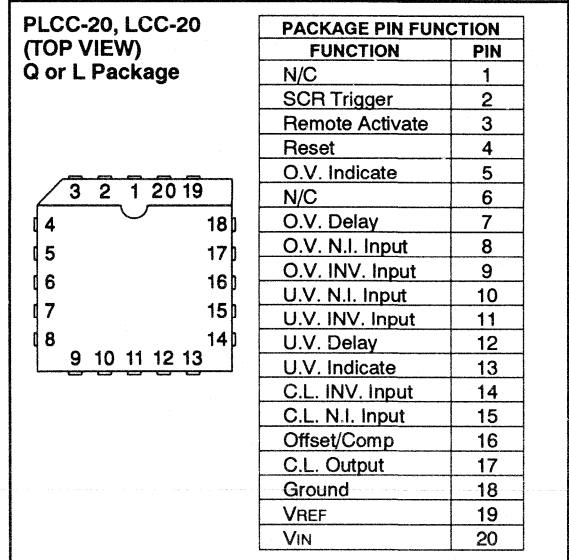 PLCC-20, LCC-20
(TOP VIEW)
Q or L Package
3 2 1 20 19
4 18
5 17
6 16
7 15
8 14
9 10 11 12 13
PACKAGE PIN FUNCTION
FUNCTION PIN
N/C 1
SCR Trigger 2
Remote Activate 3
Reset 4
O.V. Indicate 5
N/C 6
O.V. Delay 7
O.V. N.I. Input 8
O.V. INV. Input 9
U.V. N.I. Input 10
U.V. INV. Input 11
U.V. Delay 12
U.V. Indicate 13
C.L. INV. Input 14
C.L. N.I. Input 15
Offset/Comp 16
C.L. Output 17
Ground 18
VREF 19
VIN 20